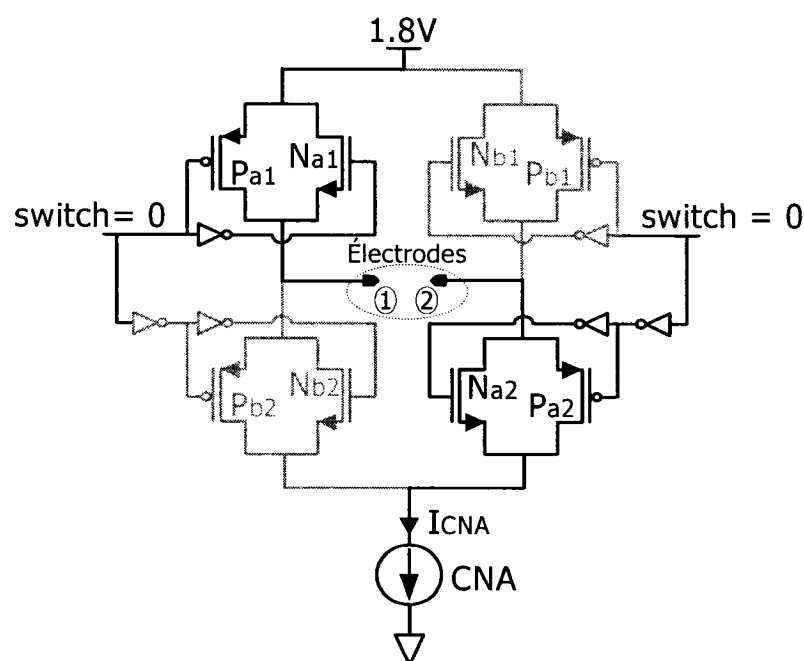 1.8V
Pa1
Na1
Nb1
Pb1
switch= 0
switch = 0
Électrodes
1
2
Pb2
Nb2
Na2
Pa2
ICNA
CNA